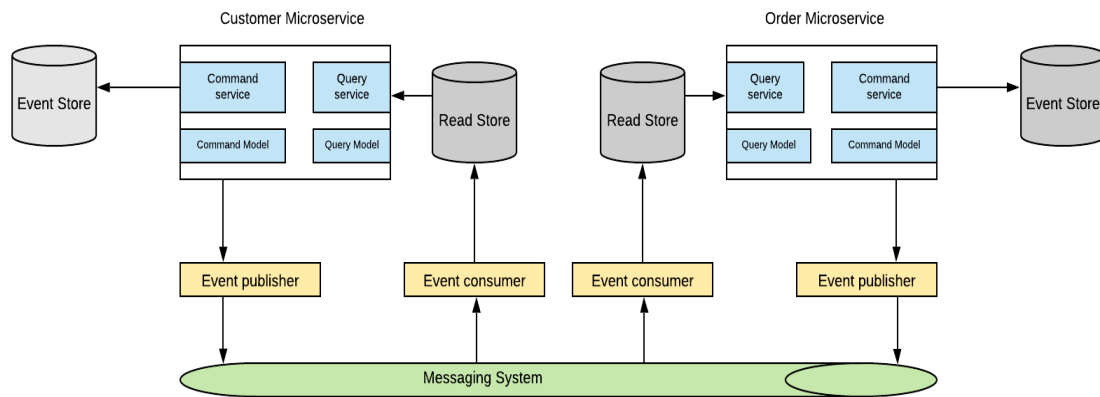 Customer Microservice
Order Microservice
Event Store
Command
service
Query
service
Command Model
Query Model
Read Store
Read Store
Query
service
Command
service
Query Model
Command Model
Event Store
Event publisher
Event consumer
Event consumer
Event publisher
Messaging System